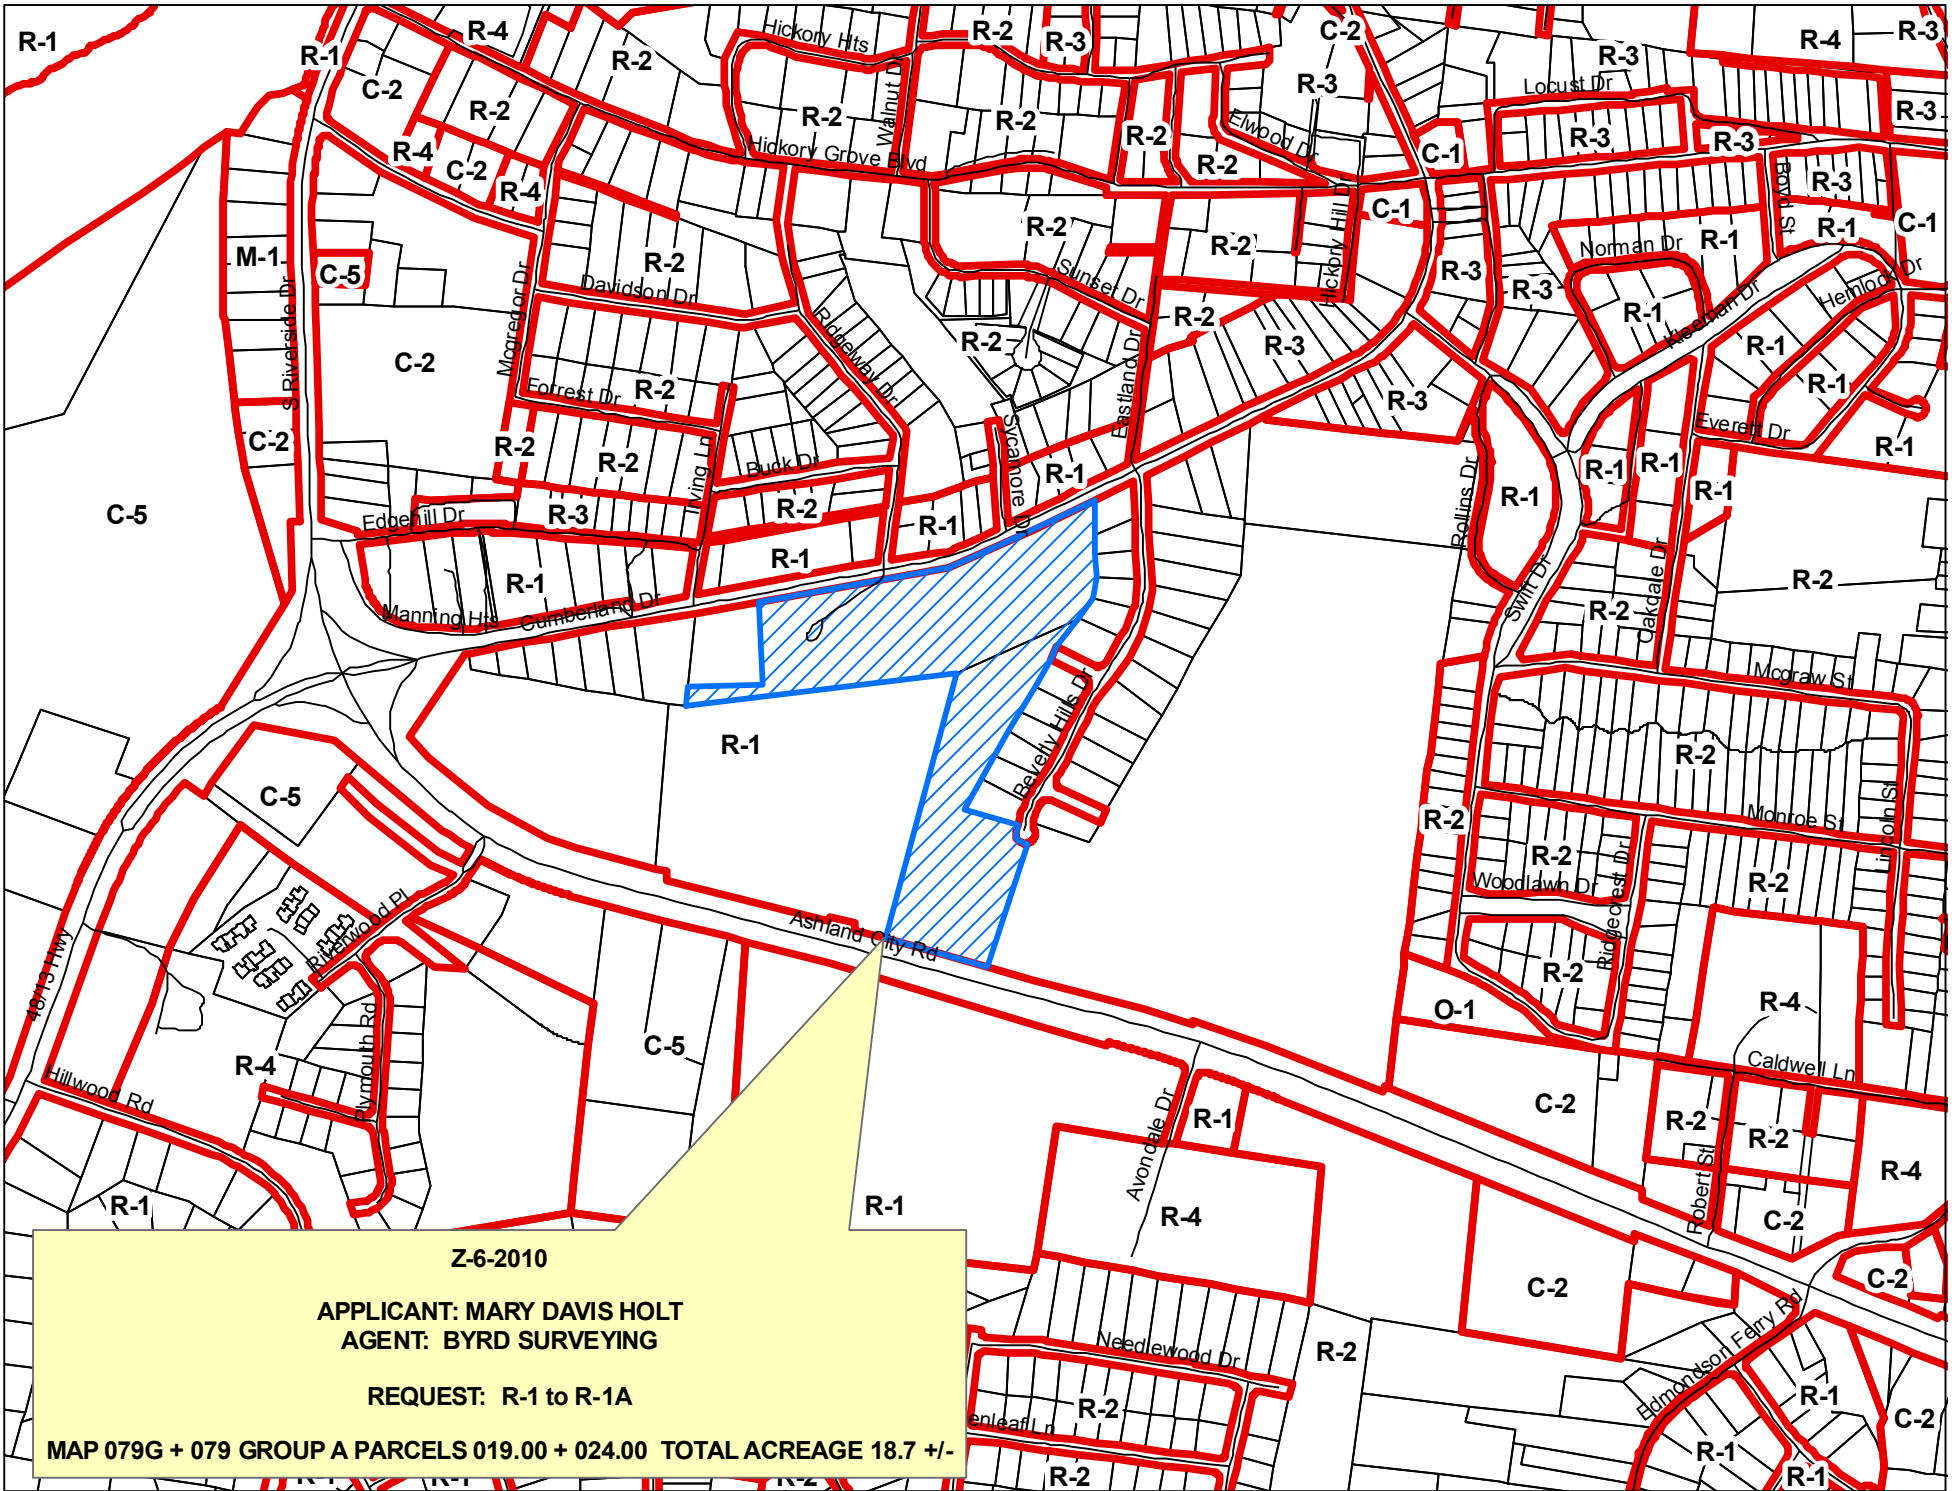 R-1
R-1
R-4
R-2
Hickory Hts
R-2
R-3
C-2
R-3
R-4
R-3
C-2
R-2
R-2
Walnut Dr
R-2
R-2
Elwood Dr
R-3
Locust Dr
R-3
R-3
R-3
R-4
C-2
R-4
Hidkory Grove Blvd
R-2
C-1
Boyd St
R-3
M-1
C-5
S Riverside Dr
Mcgregor Dr
R-2
Davidson Dr
Ridgeway Dr
R-2
Sunset Dr
R-2
Hickory Hill Dr
C-1
R-3
R-3
Norman Dr
R-1
R-1
C-1
Hemlock Dr
Kleeman Dr
R-1
R-1
R-1
C-2
R-2
Forrest Dr
R-2
Eastland Dr
R-2
R-3
R-3
Everett Dr
R-1
C-2
R-2
R-2
Irving Ln
Buck Dr
Sycamore Dr
R-1
Rollins Dr
R-1
R-1
R-1
R-1
C-5
Edgehill Dr
R-3
R-2
R-1
R-1
R-1
Manning Hts
Cumberland Dr
Swift Dr
R-2
Oakdale Dr
R-2
Mcgraw St
R-1
Beverly Hills Dr
R-2
C-5
R-2
Monroe St
Lincoln St
R-2
Woodlawn Dr
Ridgecrest Dr
R-2
Ashland City Rd
Riverwood Pl
48/13 Hwy
R-2
R-4
O-1
Plymouth Rd
R-4
C-5
Hillwood Rd
Caldwell Ln
C-2
R-2
R-2
Robert St
R-4
Avondale Dr
R-1
R-1
R-1
R-4
C-2
C-2
C-2
Z-6-2010
APPLICANT: MARY DAVIS HOLT
AGENT: BYRD SURVEYING
REQUEST: R-1 to R-1A
MAP 079G + 079 GROUP A PARCELS 019.00 + 024.00 TOTAL ACREAGE 18.7 +/-
Needlewood Dr
R-2
Edmondson Ferry Rd
R-2
enleaf Ln
R-1
C-2
R-1
R-1
R-1
R-1
R-2
R-2